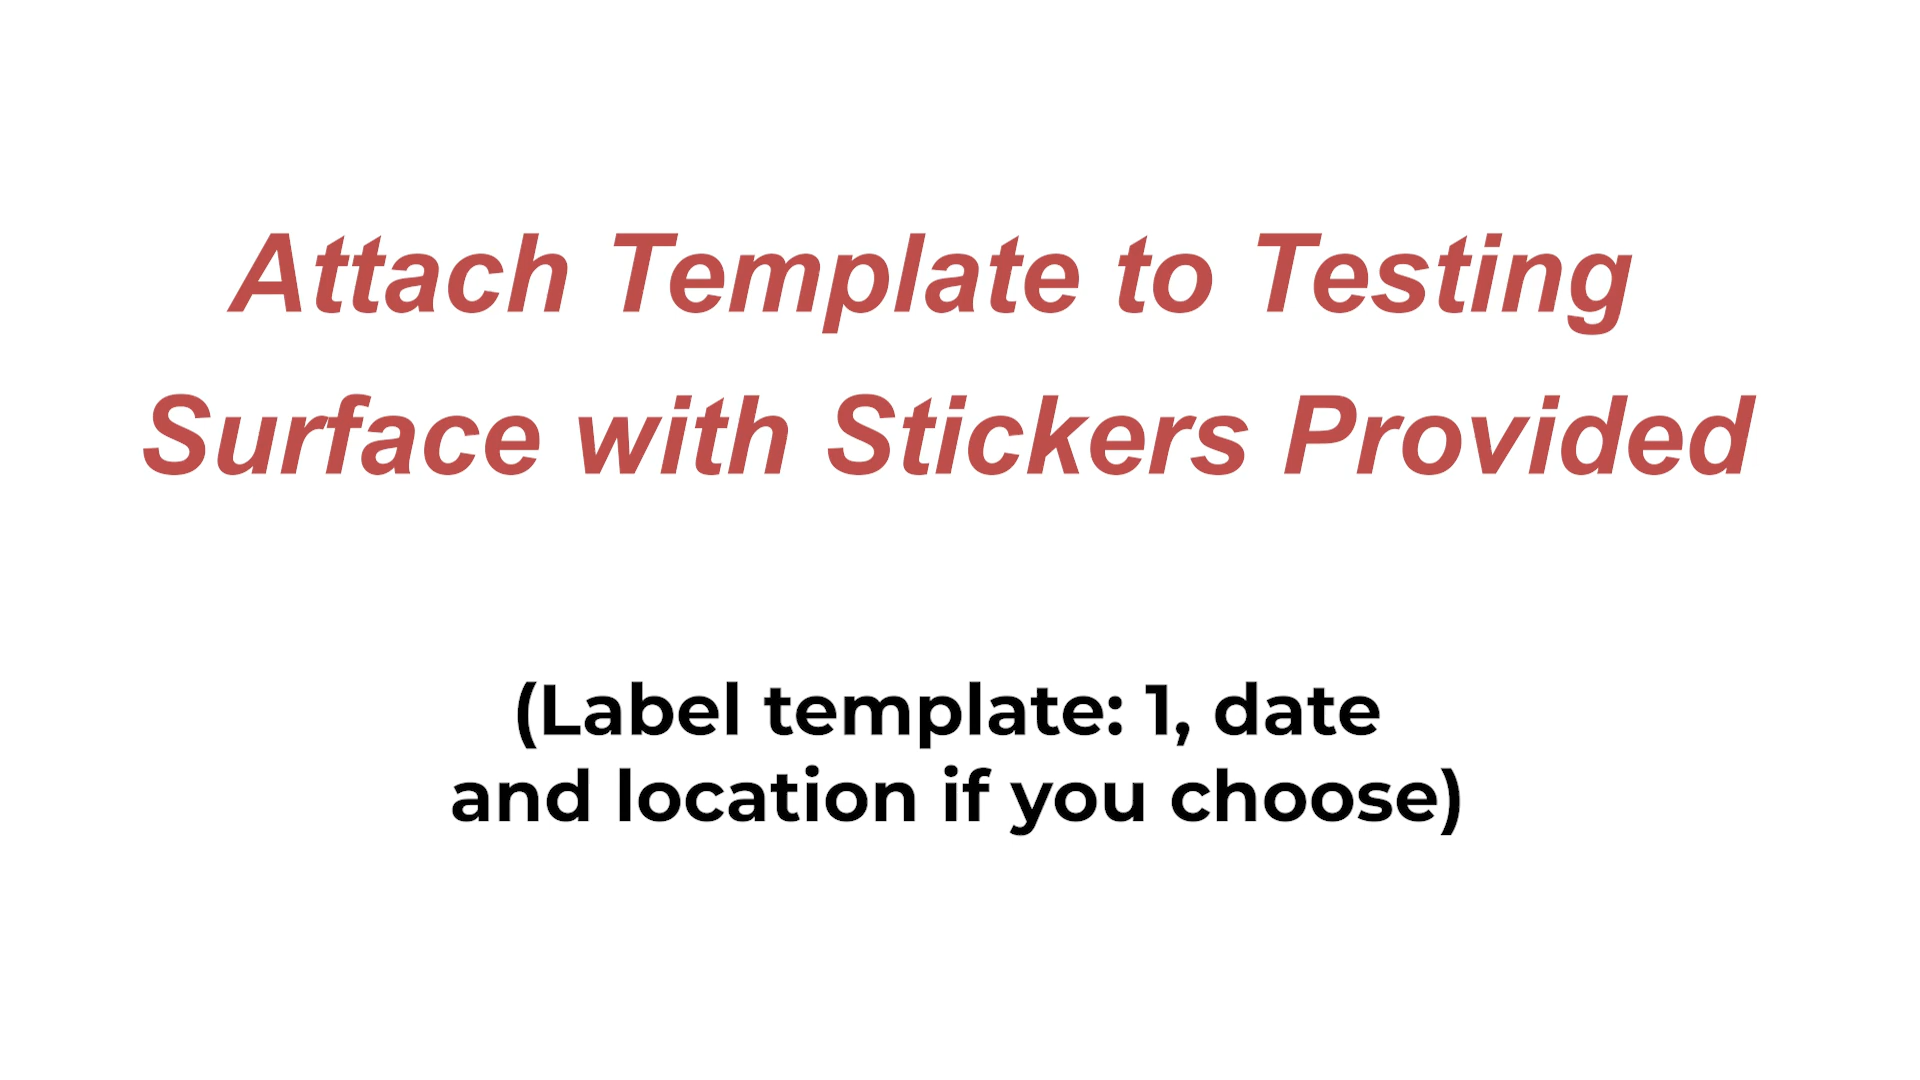 Attach Template to Testing
Surface with Stickers Provided
(Label template: 1, date
and location if you choose)